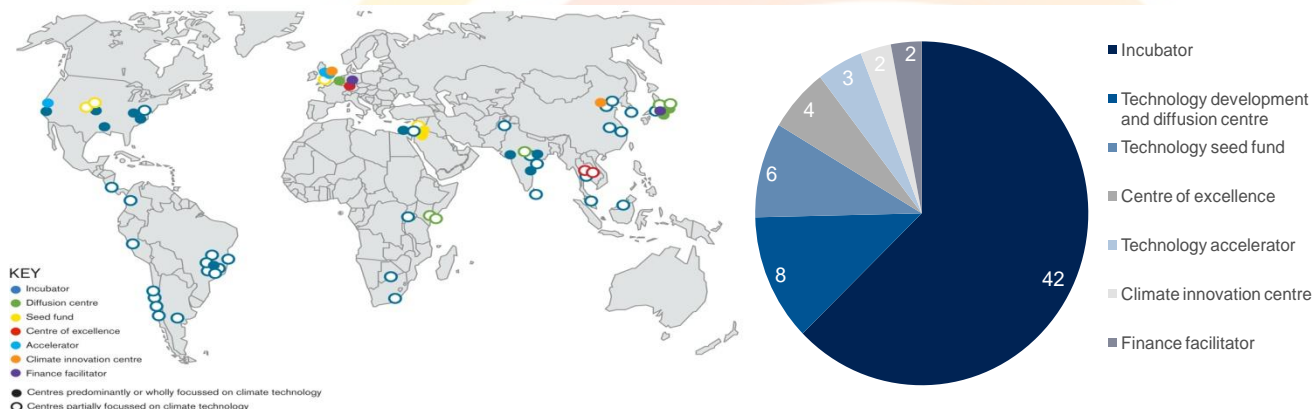 KEY
Incubator
Diffusion centre
Seed fund
Centre of excellence
Accelerator
Climate innovation centre
Finance facilitator
Centres predominantly or wholly focussed on climate technology
Centres partially focussed on climate technology
42
8
6
4
3
2
2
Incubator
Technology development
and diffusion centre
Technology seed fund
Centre of excellence
Technology accelerator
Climate innovation centre
Finance facilitator